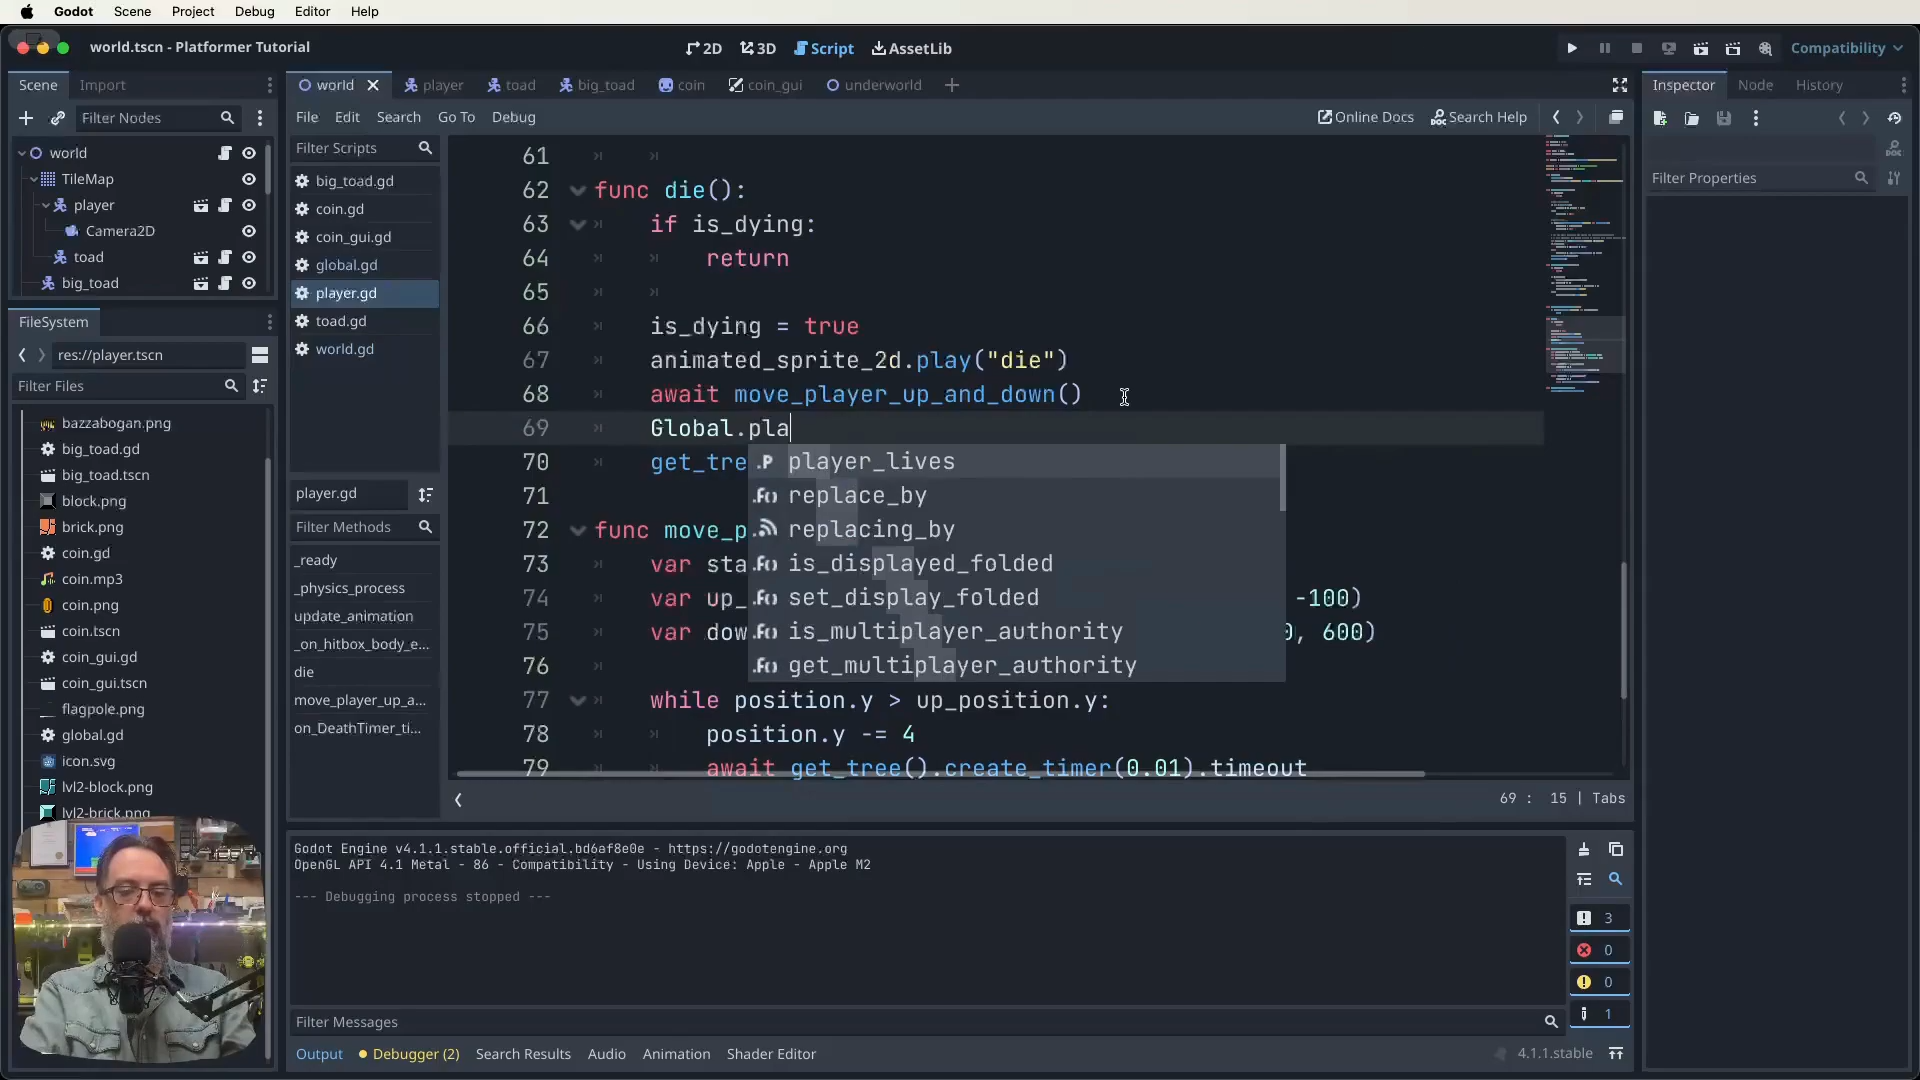 Godot Scene Project Debug Editor Help
world.tscn - Platformer Tutorial
2D 3D Script AssetLib
Compatibility
Scene Import
world player toad big_toad coin coin_gui underworld
Inspector Node History
Filter Nodes
File Edit Search Go To Debug
Online Docs Search Help
world
TileMap
player
Camera2D
toad
big_toad
FileSystem
res://player.tscn
Filter Files
bazzabogan.png
big_toad.gd
big_toad.tscn
block.png
brick.png
coin.gd
coin.mp3
coin.png
coin.tscn
coin_gui.gd
coin_gui.tscn
flagpole.png
global.gd
icon.svg
lvl2-block.png
lvl2-brick.png
Filter Scripts
big_toad.gd
coin.gd
coin_gui.gd
global.gd
player.gd
toad.gd
world.gd
player.gd
Filter Methods
_ready
_physics_process
update_animation
_on_hitbox_body_e...
die
move_player_up_a...
on_DeathTimer_ti...
61
62 func die():
63 if is_dying:
64 return
65
66 is_dying = true
67 animated_sprite_2d.play("die")
68 await move_player_up_and_down()
69 Global.pla
70 get_tre
71
72 func move_p
73 var sta
74 var up_ -100)
75 var dow , 600)
76
77 while position.y > up_position.y:
78 position.y -= 4
79 await get_tree().create_timer(0.01).timeout
player_lives
replace_by
replacing_by
is_displayed_folded
set_display_folded
is_multiplayer_authority
get_multiplayer_authority
69 : 15 | Tabs
Filter Properties
Godot Engine v4.1.1.stable.official.bd6af8e0e - https://godotengine.org
OpenGL API 4.1 Metal - 86 - Compatibility - Using Device: Apple - Apple M2
--- Debugging process stopped ---
3
0
0
1
Filter Messages
Output Debugger (2) Search Results Audio Animation Shader Editor
4.1.1.stable